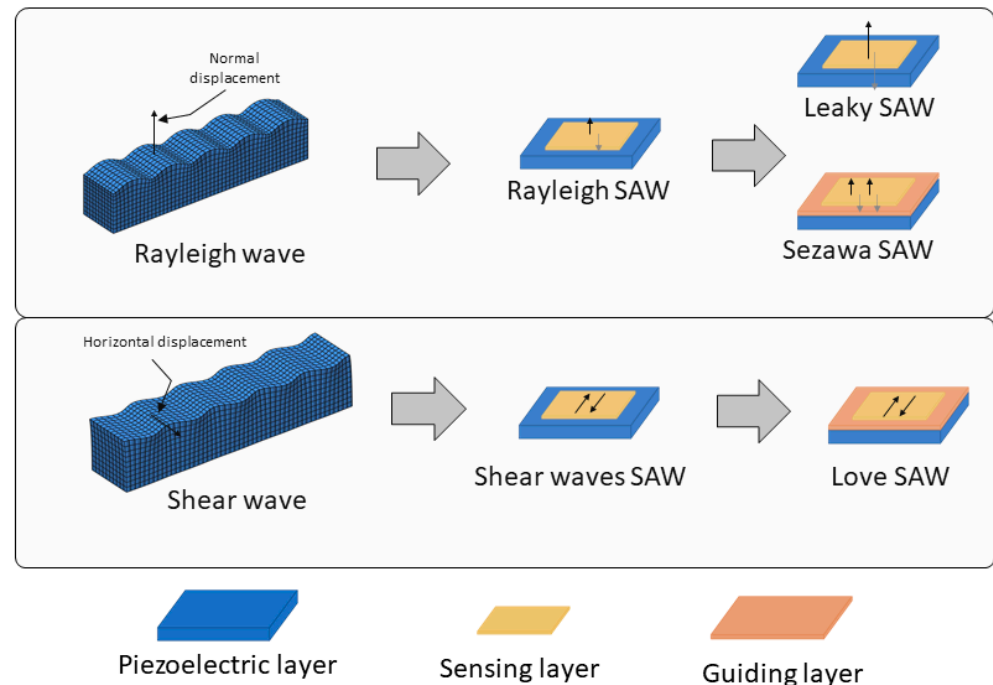 Normal
displacement
Rayleigh wave
Rayleigh SAW
Leaky SAW
Sezawa SAW
Horizontal displacement
Shear wave
Shear waves SAW
Love SAW
Piezoelectric layer
Sensing layer
Guiding layer